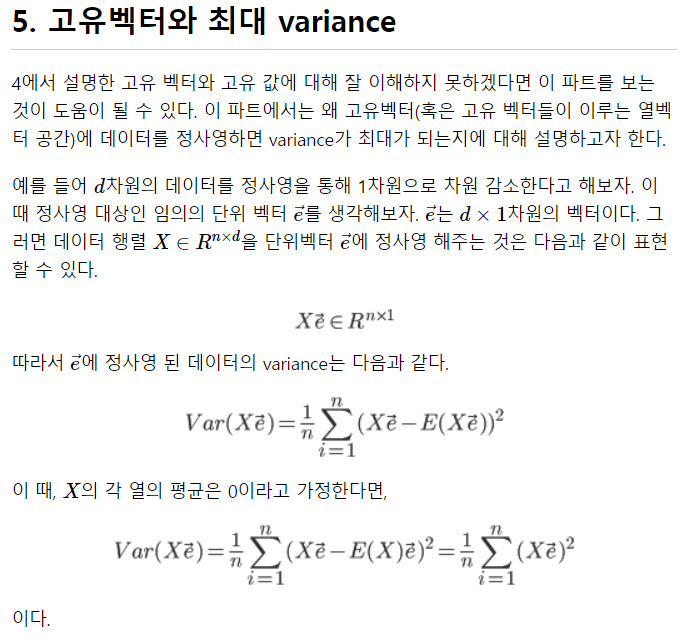 5. 고유벡터와 최대 variance
4에서 설명한 고유 벡터와 고유 값에 대해 잘 이해하지 못하겠다면 이 파트를 보는
것이 도움이 될 수 있다. 이 파트에서는 왜 고유벡터(혹은 고유 벡터들이 이루는 열벡
터 공간)에 데이터를 정사영하면 variance가 최대가 되는지에 대해 설명하고자 한다.
예를 들어 d차원의 데이터를 정사영을 통해 1차원으로 차원 감소한다고 해보자. 이
때 정사영 대상인 임의의 단위 벡터 e⃗를 생각해보자. e⃗는 d × 1차원의 벡터이다. 그
러면 데이터 행렬 X ∈ R^{n×d}을 단위벡터 e⃗에 정사영 해주는 것은 다음과 같이 표현
할 수 있다.
Xe⃗ ∈ R^{n×1}
따라서 e⃗에 정사영 된 데이터의 variance는 다음과 같다.
Var(Xe⃗) = \frac{1}{n} \sum_{i=1}^{n} (Xe⃗ − E(Xe⃗))^2
이 때, X의 각 열의 평균은 0이라고 가정한다면,
Var(Xe⃗) = \frac{1}{n} \sum_{i=1}^{n} (Xe⃗ − E(X)e⃗)^2 = \frac{1}{n} \sum_{i=1}^{n} (Xe⃗)^2
이다.